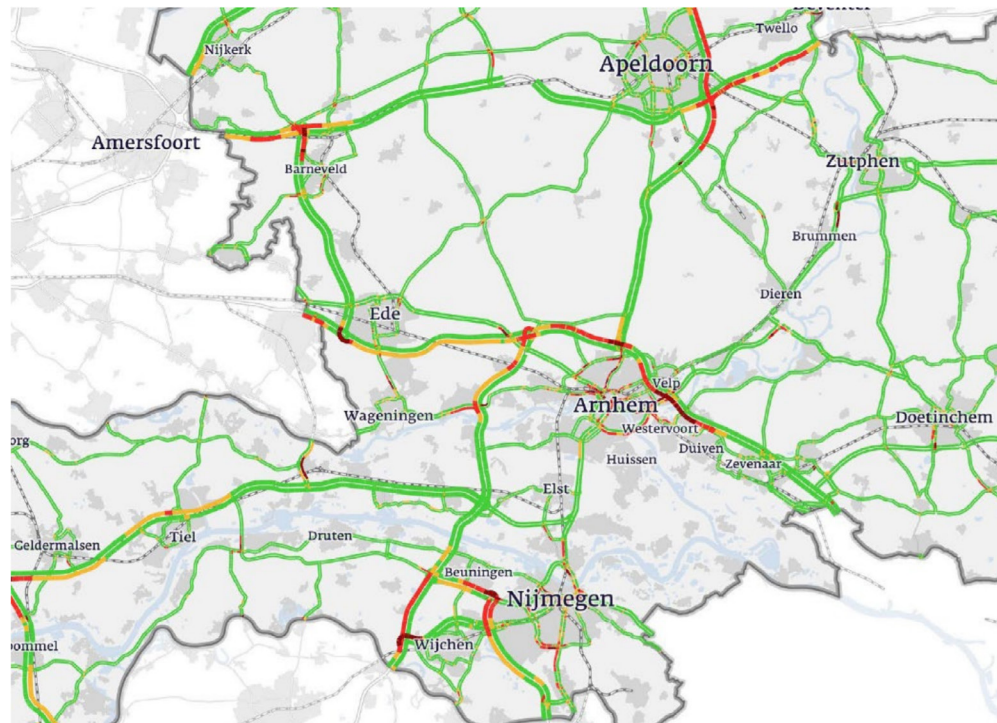 Twello
Nijkerk
Apeldoorn
Amersfoort
Barneveld
Zutphen
Brummen
Dieren
Ede
Velp
Wageningen
Arnhem
Doetinchem
Westervoort
Duiven
Huissen
Zevenaar
Elst
Geldermalsen
Tiel
Druten
Beuningen
Nijmegen
Wijchen